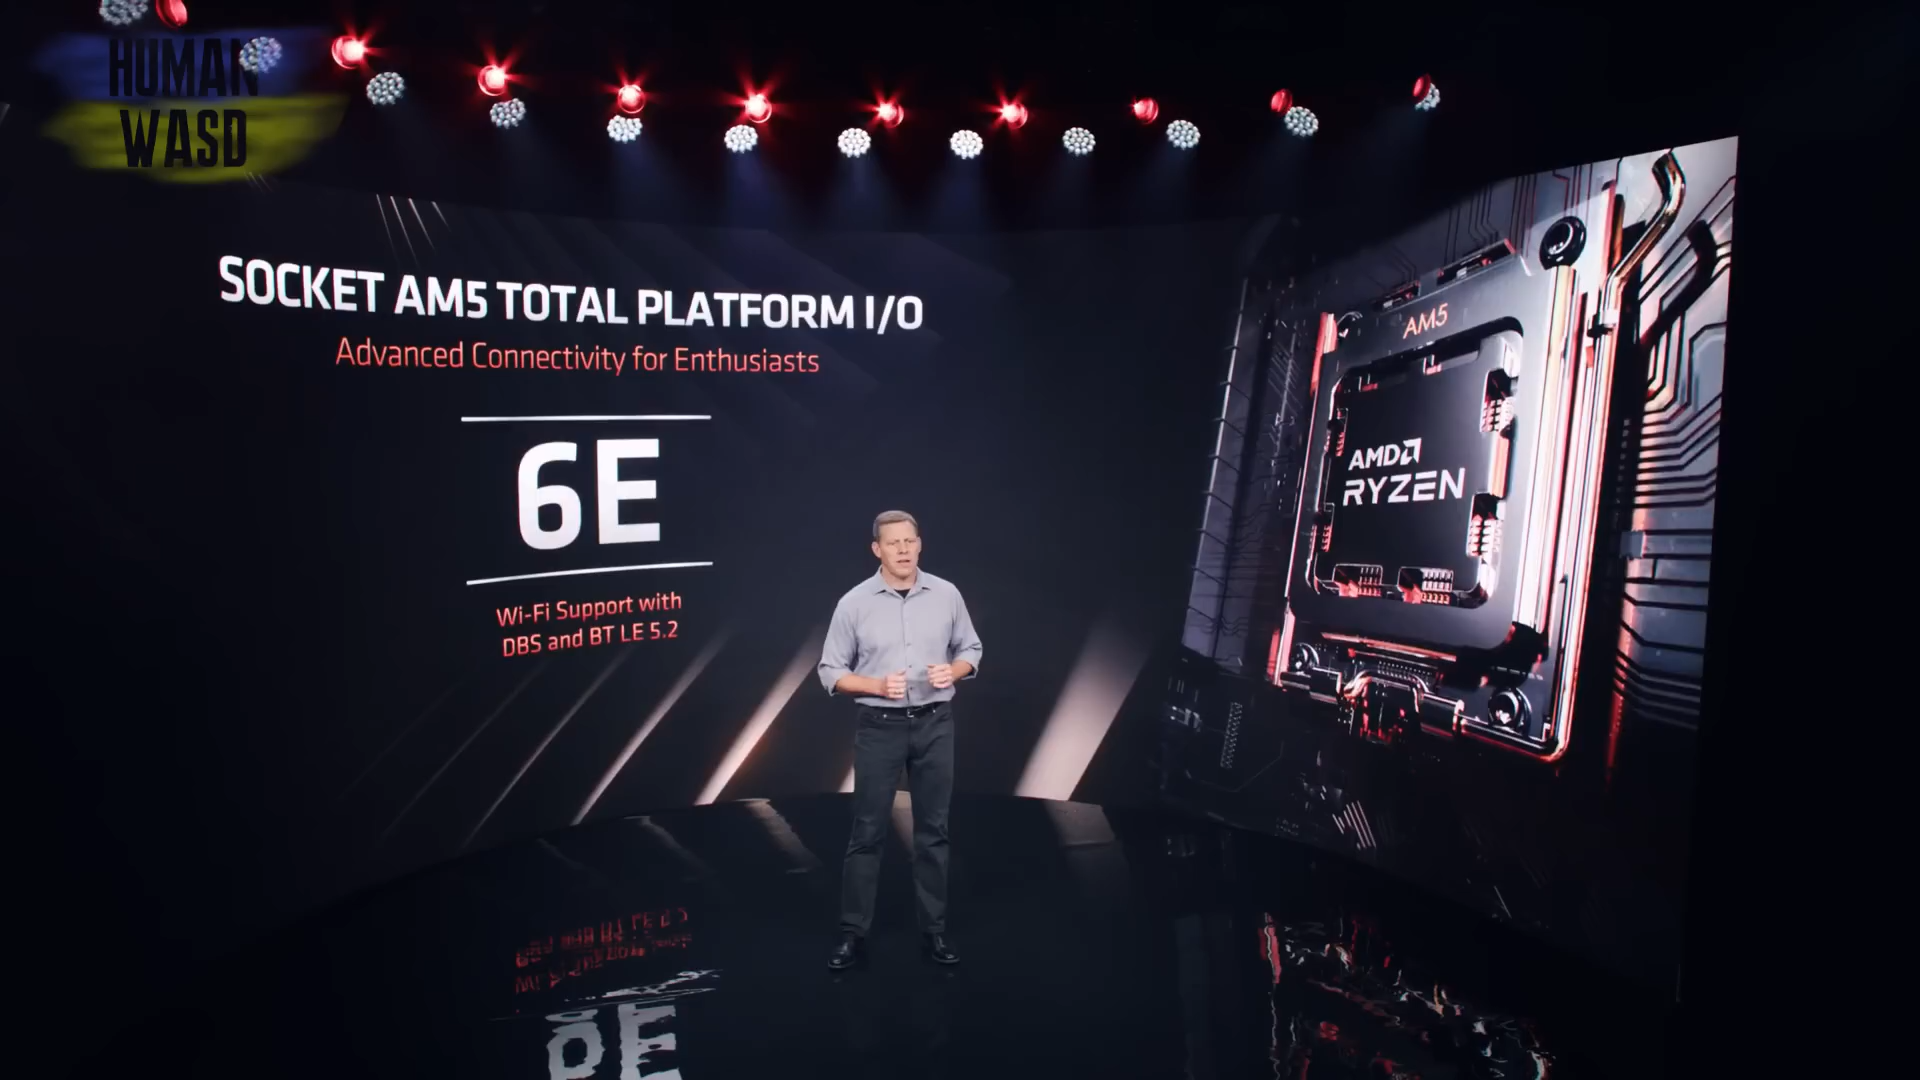 HUMAN
WASD
SOCKET AM5 TOTAL PLATFORM I/O
Advanced Connectivity for Enthusiasts
6E
Wi-Fi Support with
DBS and BT LE 5.2
AM5
AMD
RYZEN